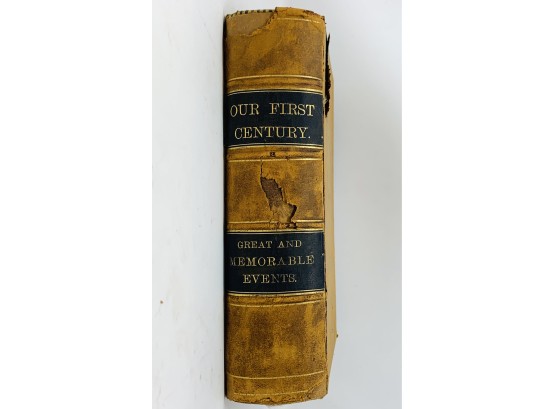 OUR FIRST
CENTURY.
GREAT AND
MEMORABLE
EVENTS.